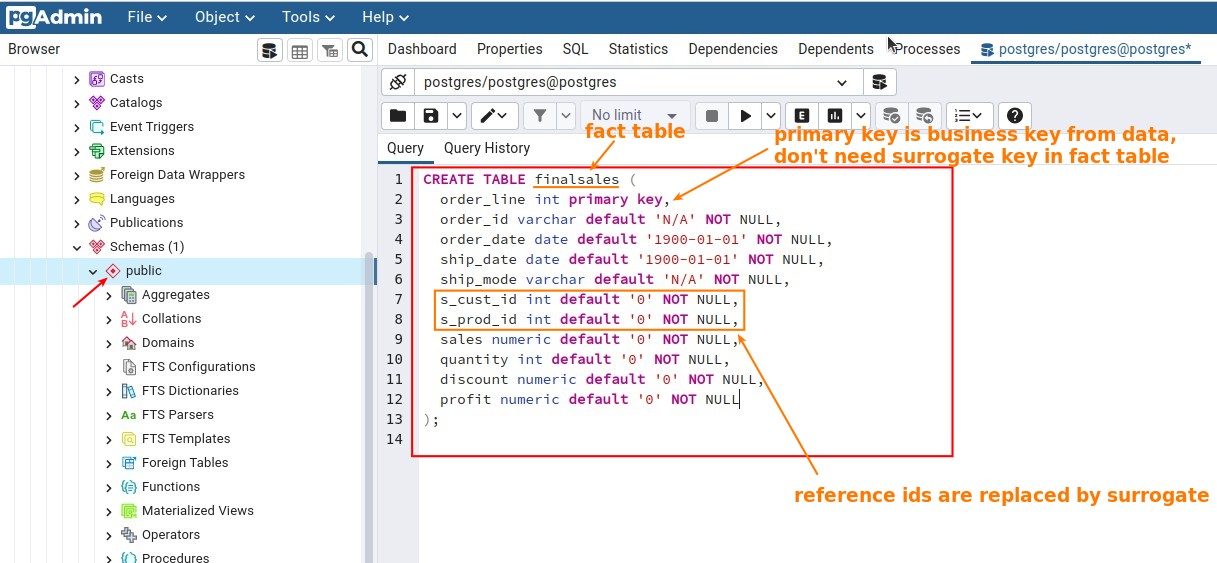 pgAdmin File Object Tools Help
Browser
Dashboard Properties SQL Statistics Dependencies Dependents Processes postgres/postgres@postgres*
Casts
Catalogs
Event Triggers
Extensions
Foreign Data Wrappers
Languages
Publications
Schemas (1)
public
Aggregates
Collations
Domains
FTS Configurations
FTS Dictionaries
Aa FTS Parsers
FTS Templates
Foreign Tables
Functions
Materialized Views
Operators
Procedures
postgres/postgres@postgres
No limit E
fact table
primary key is business key from data,
don't need surrogate key in fact table
Query Query History
1 CREATE TABLE finalsales (
2 order_line int primary key,
3 order_id varchar default 'N/A' NOT NULL,
4 order_date date default '1900-01-01' NOT NULL,
5 ship_date date default '1900-01-01' NOT NULL,
6 ship_mode varchar default 'N/A' NOT NULL,
7 s_cust_id int default '0' NOT NULL,
8 s_prod_id int default '0' NOT NULL,
9 sales numeric default '0' NOT NULL,
10 quantity int default '0' NOT NULL,
11 discount numeric default '0' NOT NULL,
12 profit numeric default '0' NOT NULL
13 );
14
reference ids are replaced by surrogate